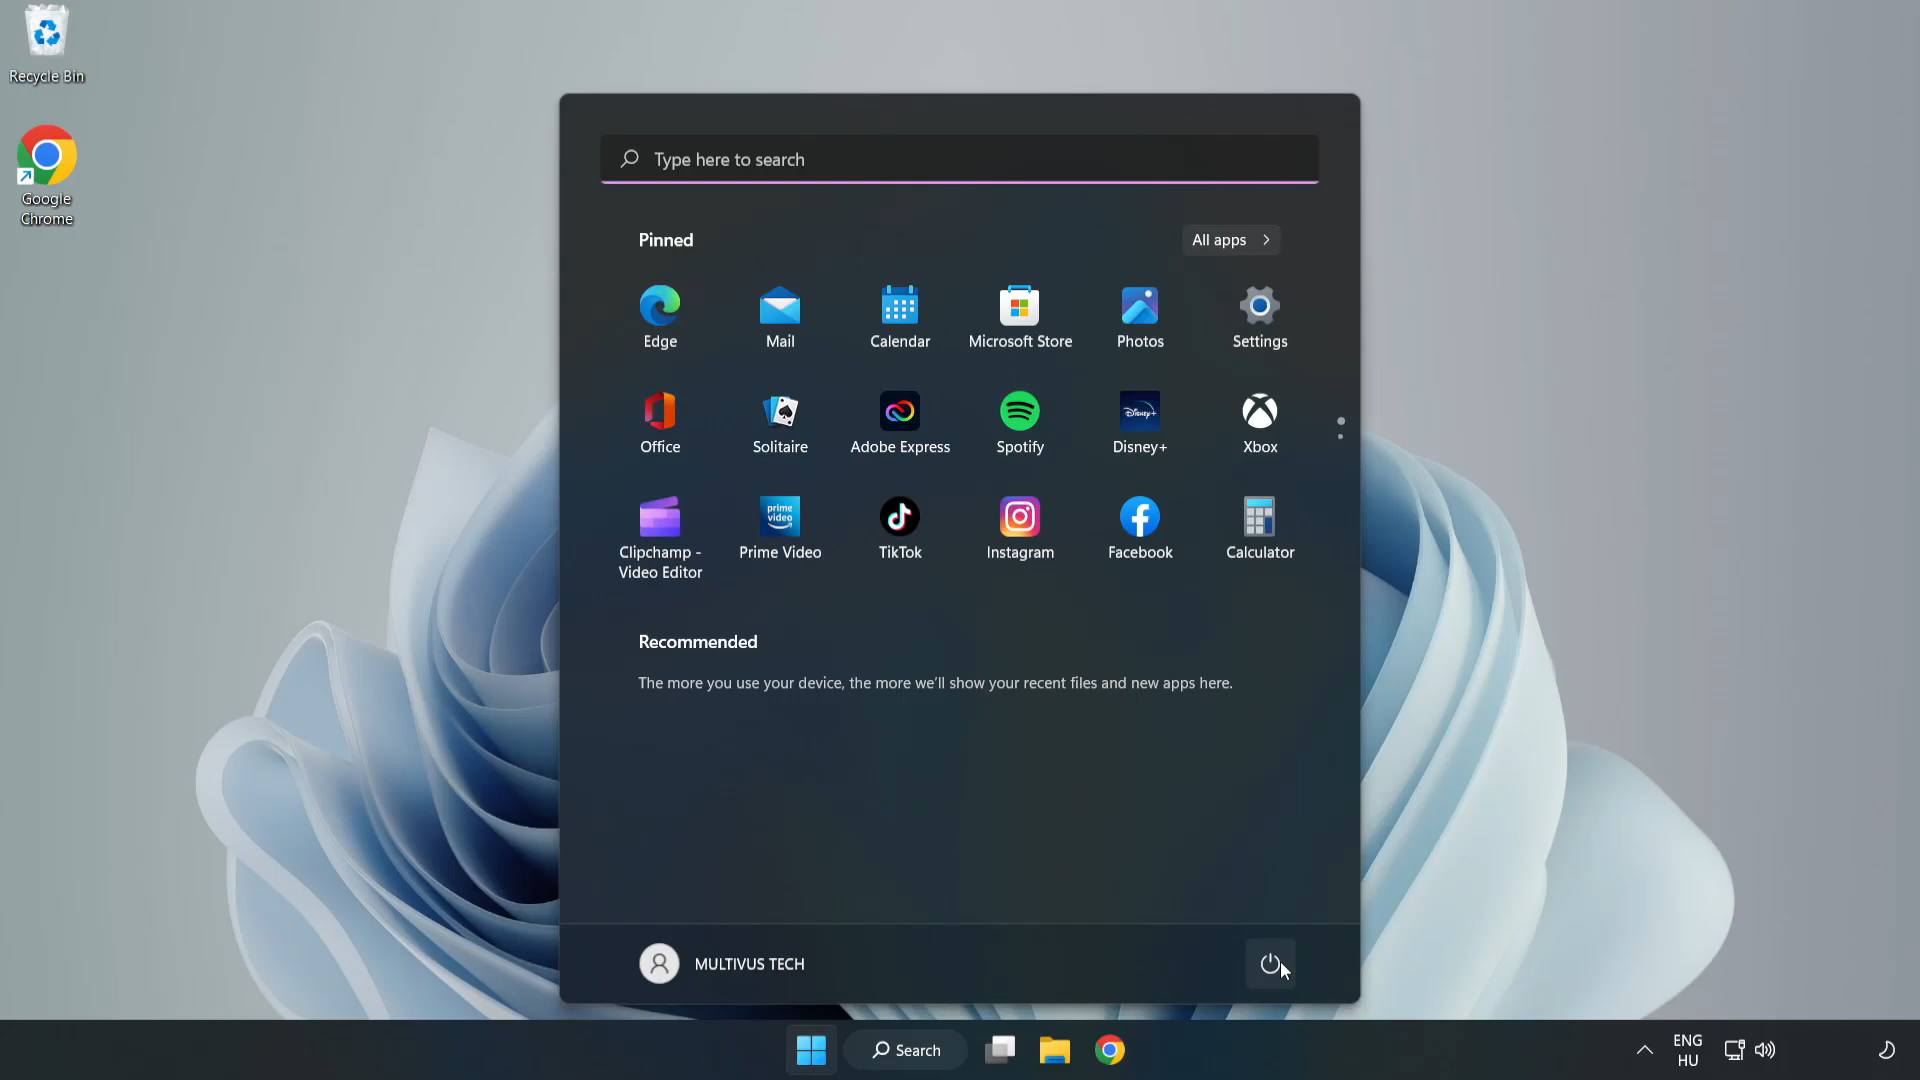 Recycle Bin
Google
Chrome
Type here to search
Pinned
All apps
Edge
Mail
Calendar
Microsoft Store
Photos
Settings
Office
Solitaire
Adobe Express
Spotify
Disney+
Xbox
Clipchamp -
Video Editor
prime
video
Prime Video
TikTok
Instagram
Facebook
Calculator
Disney+
Recommended
The more you use your device, the more we'll show your recent files and new apps here.
MULTIVUS TECH
Search
ENG
HU